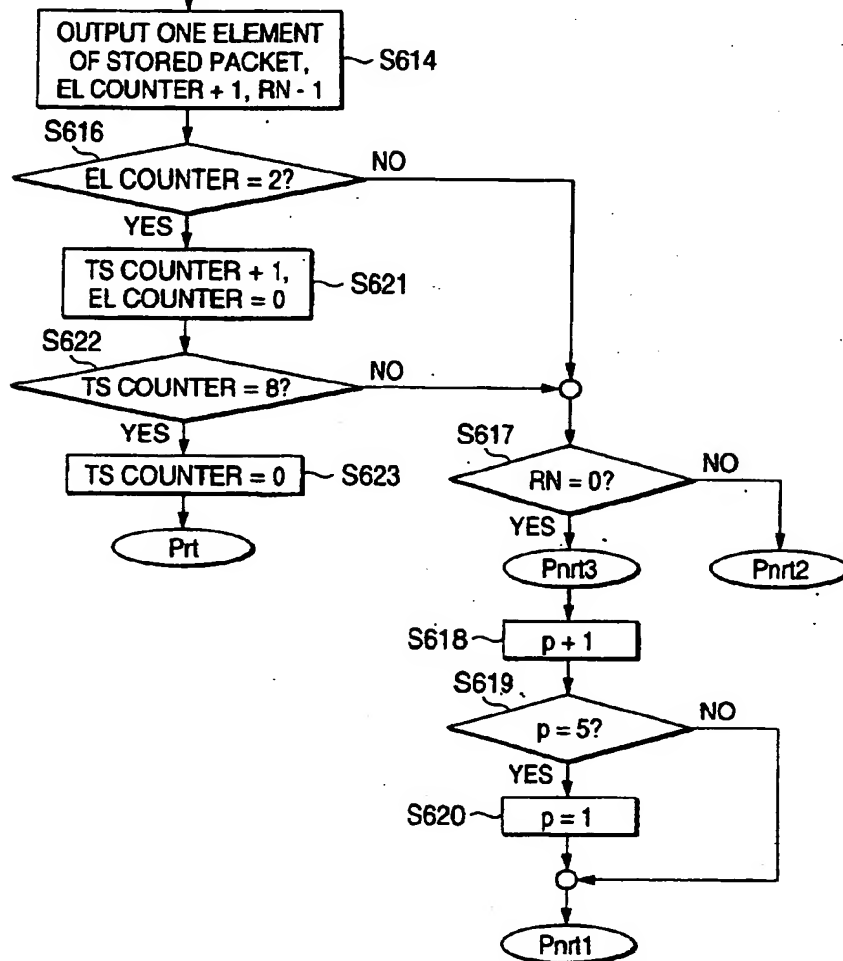 OUTPUT ONE ELEMENT
OF STORED PACKET,
EL COUNTER + 1, RN - 1
S614
S616
EL COUNTER = 2?
NO
YES
TS COUNTER + 1,
EL COUNTER = 0
S621
S622
TS COUNTER = 8?
NO
YES
TS COUNTER = 0
S623
Prt
S617
RN = 0?
NO
YES
Pnrt3
Pnrt2
S618
p + 1
S619
p = 5?
NO
YES
S620
p = 1
Pnrt1